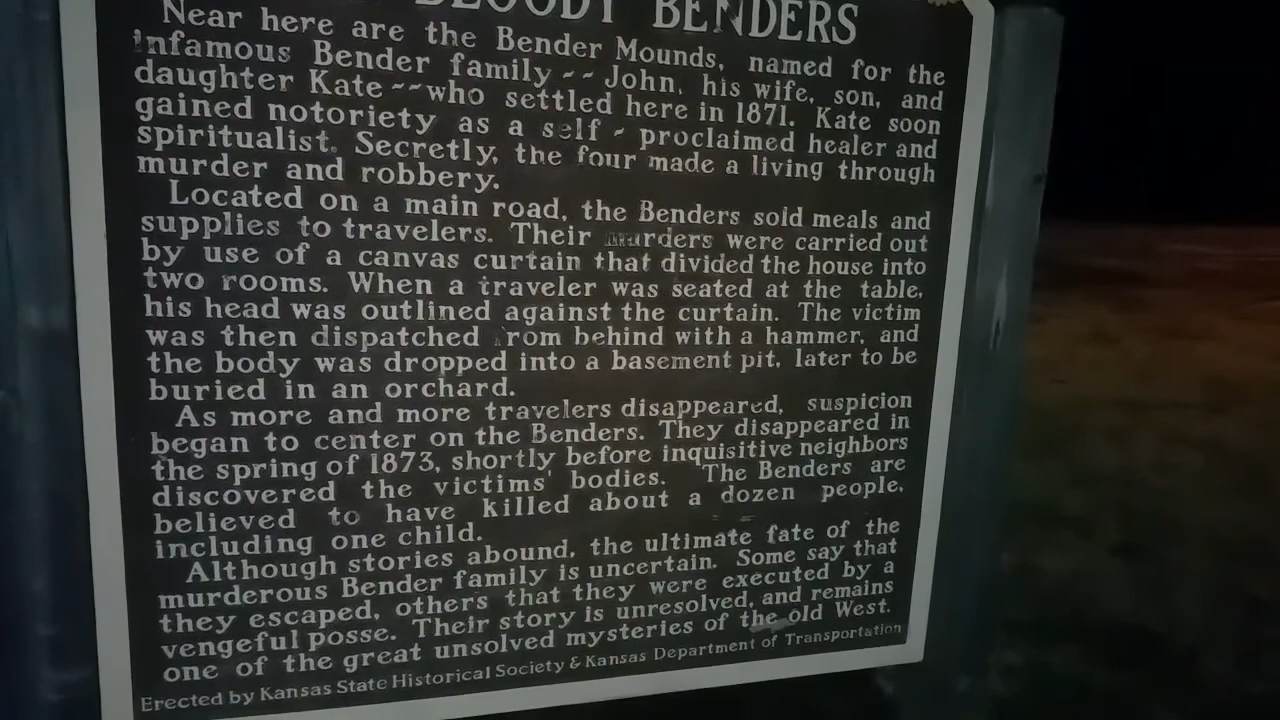 BLOODY BENDERS
Near here are the Bender Mounds, named for the
infamous Bender family -- John, his wife, son, and
daughter Kate -- who settled here in 1871. Kate soon
gained notoriety as a self - proclaimed healer and
spiritualist. Secretly, the four made a living through
murder and robbery.
Located on a main road, the Benders sold meals and
supplies to travelers. Their murders were carried out
by use of a canvas curtain that divided the house into
two rooms. When a traveler was seated at the table,
his head was outlined against the curtain. The victim
was then dispatched from behind with a hammer, and
the body was dropped into a basement pit, later to be
buried in an orchard.
As more and more travelers disappeared, suspicion
began to center on the Benders. They disappeared in
the spring of 1873, shortly before inquisitive neighbors
discovered the victims' bodies. The Benders are
believed to have killed about a dozen people,
including one child.
Although stories abound, the ultimate fate of the
murderous Bender family is uncertain. Some say that
they escaped, others that they were executed by a
vengeful posse. Their story is unresolved, and remains
one of the great unsolved mysteries of the old West.
Erected by Kansas State Historical Society & Kansas Department of Transportation